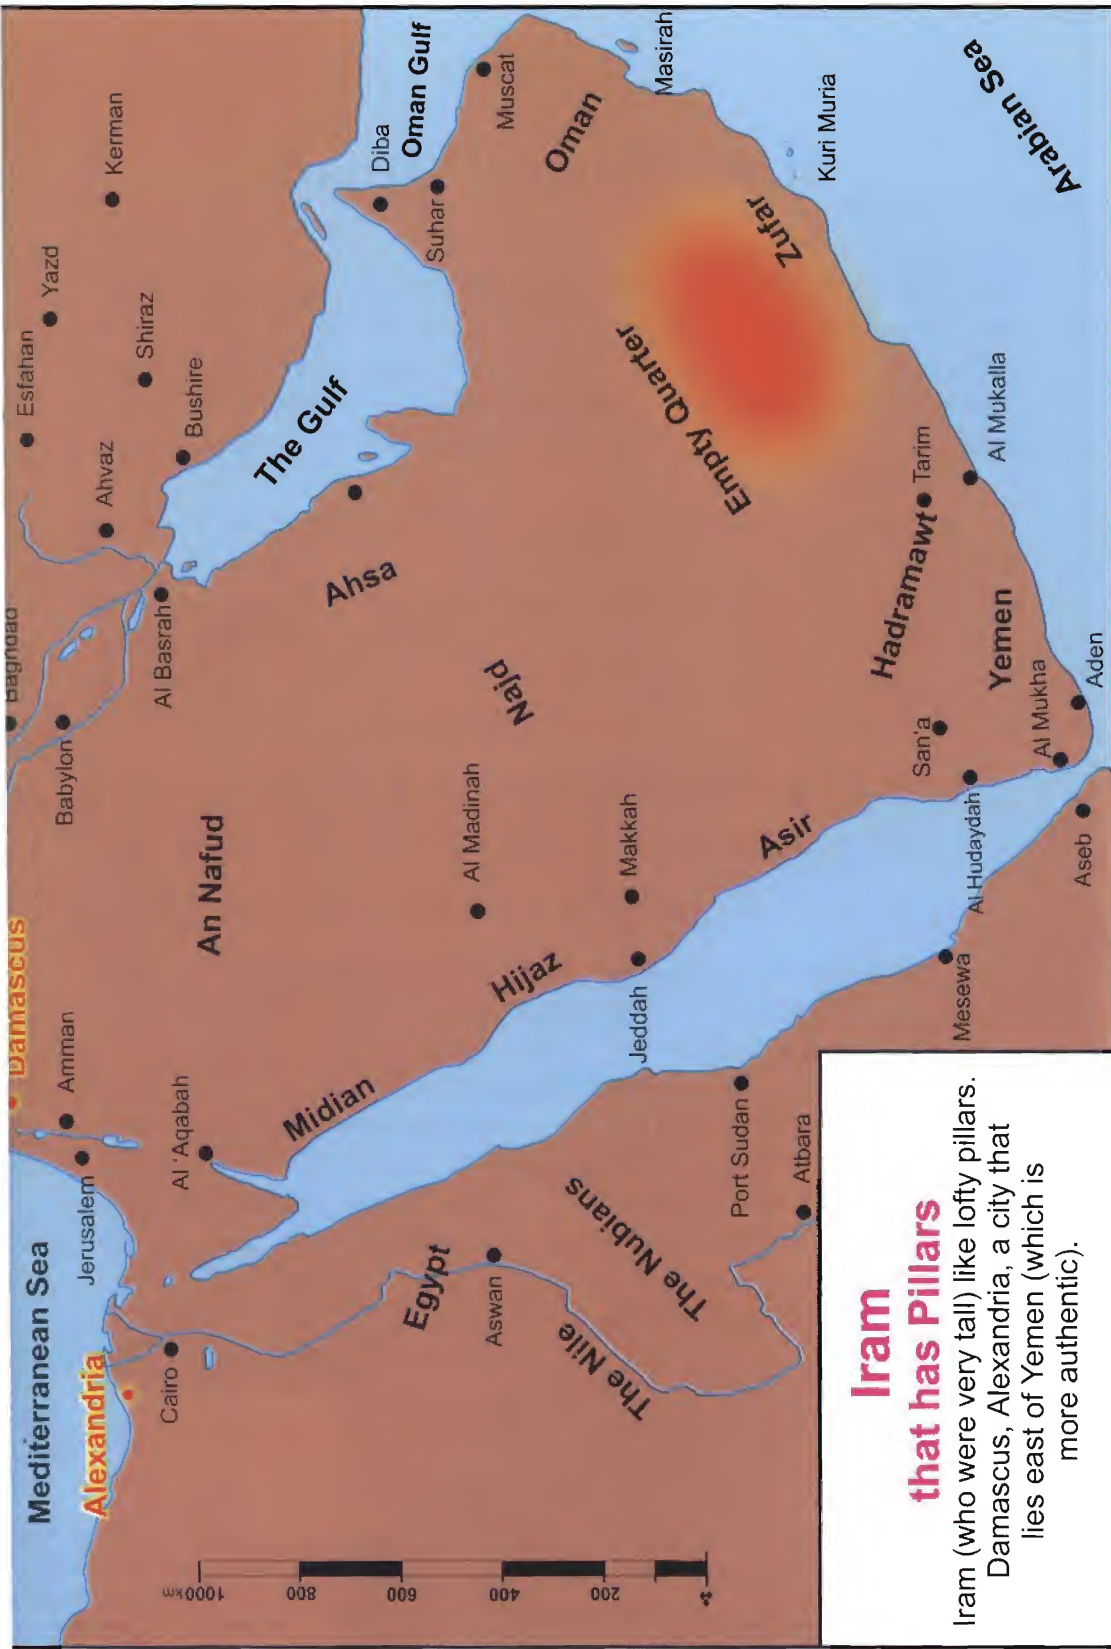 Mediterranean Sea
Alexandria
Cairo
Jerusalem
Amman
Damascus
Al 'Aqabah
Midian
Egypt
Aswan
The Nile
The Nubians
Port Sudan
Atbara
An Nafud
Babylon
Baghdad
Al Basrah
Ahvaz
Esfahan
Yazd
Shiraz
Kerman
Bushire
The Gulf
Ahsa
Najd
Al Madinah
Hijaz
Makkah
Jeddah
Asir
Mesewa
Al-Hudaydah
San'a
Aseb
Al Mukha
Aden
Yemen
Hadramawt
Tarim
Al Mukalla
Empty Quarter
Zufar
Oman
Diba
Suhar
Oman Gulf
Muscat
Masirah
Kuri Muria
Arabian Sea
1000km
800
600
400
200
Iram
that has Pillars
Iram (who were very tall) like lofty pillars.
Damascus, Alexandria, a city that
lies east of Yemen (which is
more authentic).